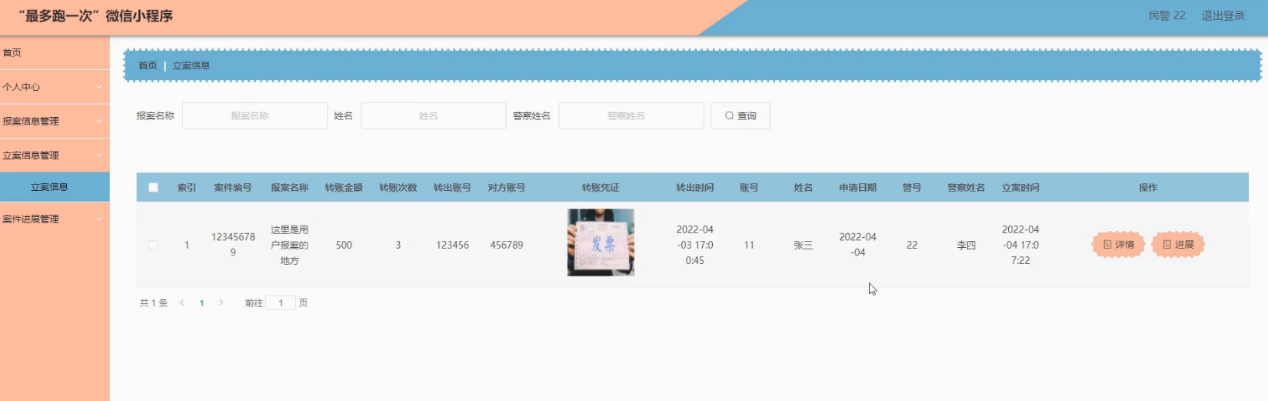 “最多跑一次”微信小程序
民警 22 退出登录
首页
个人中心
报案信息管理
立案信息管理
立案信息
案件进展管理
首页 | 立案信息
报案名称 报案名称 姓名 姓名 警察姓名 警察姓名 查询
索引 案件编号 报案名称 转账金额 转账次数 转出账号 对方账号 转账凭证 转出时间 账号 姓名 申请日期 警号 警察姓名 立案时间 操作
1
12345678
9
这里是用
户报案的
地方
500
3
123456
456789
发票
2022-04
-03 17:0
0:45
11
张三
2022-04
-04
22
李四
2022-04
-04 17:0
7:22
详情
进展
共 1 条 < 1 > 前往 1 页